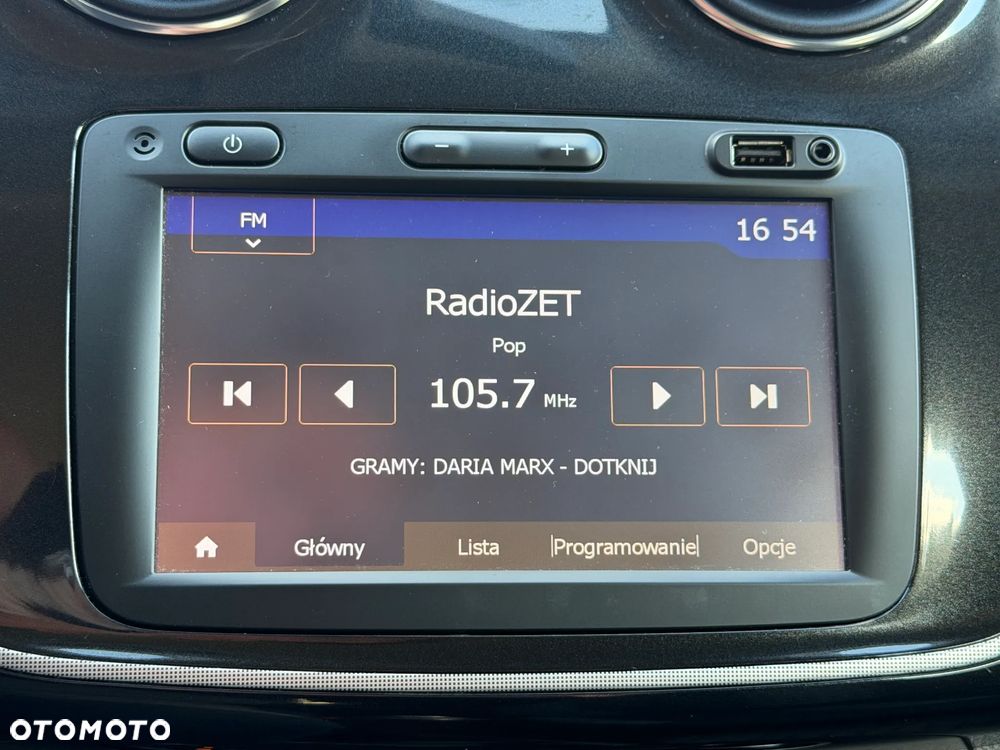 FM
16 54
RadioZET
Pop
105.7 MHz
GRAMY: DARIA MARX - DOTKNIJ
Główny Lista Programowanie Opcje
OTOMOTO